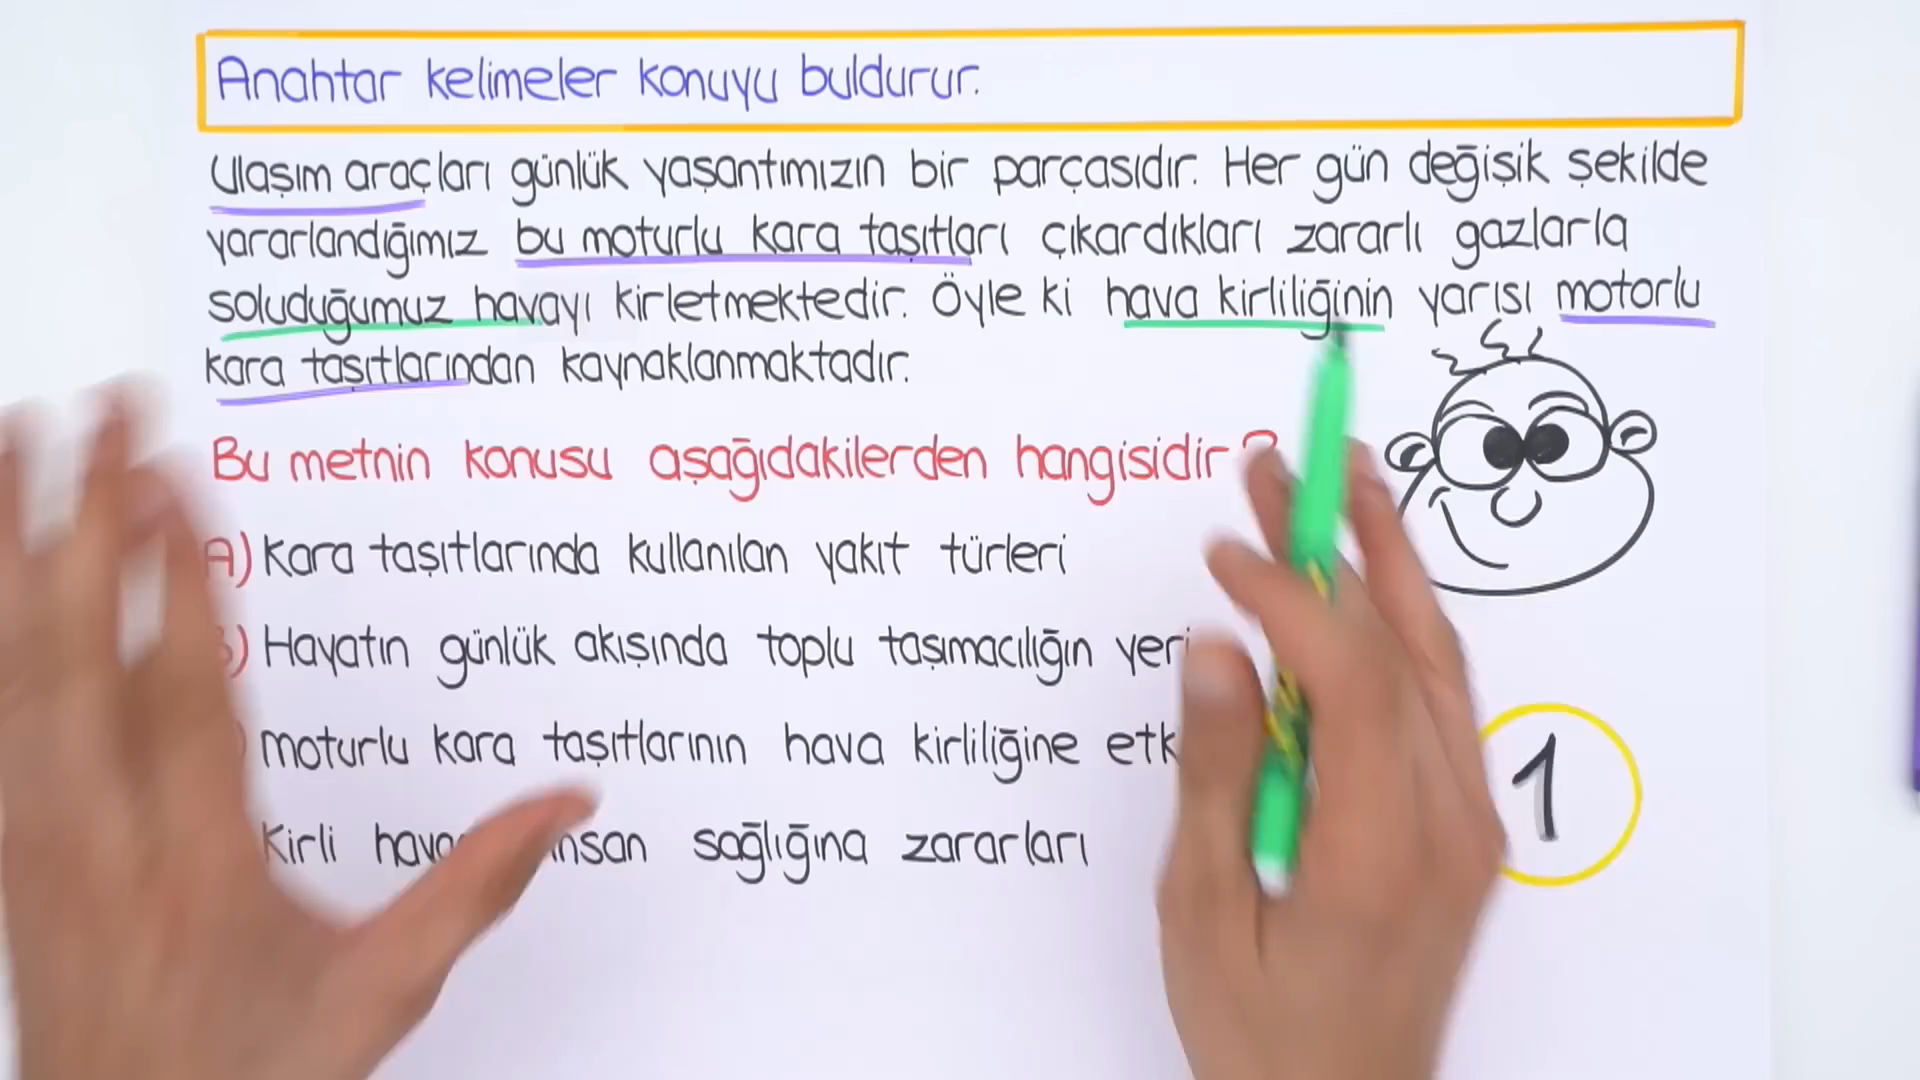 Anahtar kelimeler konuyu buldurur.
Ulaşım araçları günlük yaşantımızın bir parçasıdır. Her gün değişik şekilde
yararlandığımız bu moturlu kara taşıtları çıkardıkları zararlı gazlarla
soluduğumuz havayı kirletmektedir. Öyle ki hava kirliliğinin yarısı motorlu
kara taşıtlarından kaynaklanmaktadır.
Bu metnin konusu aşağıdakilerden hangisidir ?
A) Kara taşıtlarında kullanılan yakıt türleri
) Hayatın günlük akışında toplu taşımacılığın yeri
moturlu kara taşıtlarının hava kirliliğine
Kirli sağlığına zararları
1